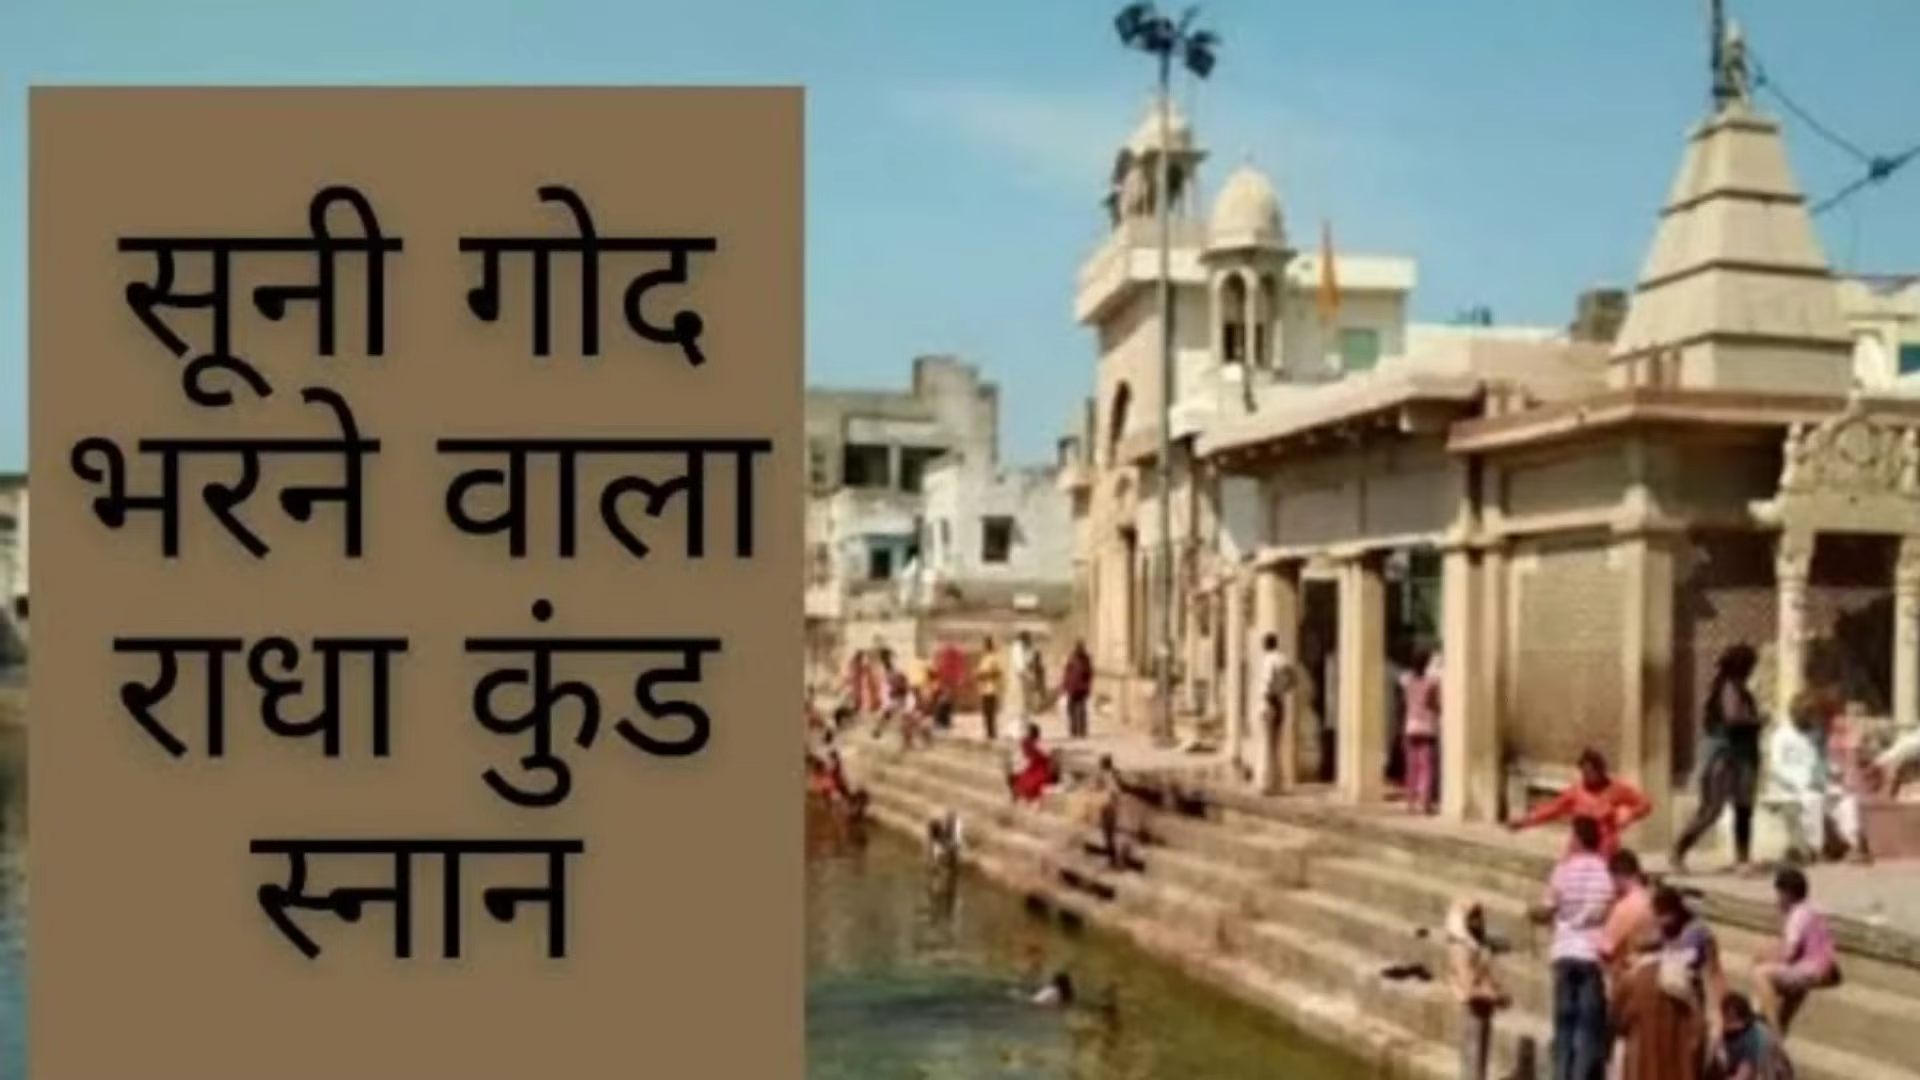 सूनी गोद
भरने वाला
राधा कुंड
स्नान